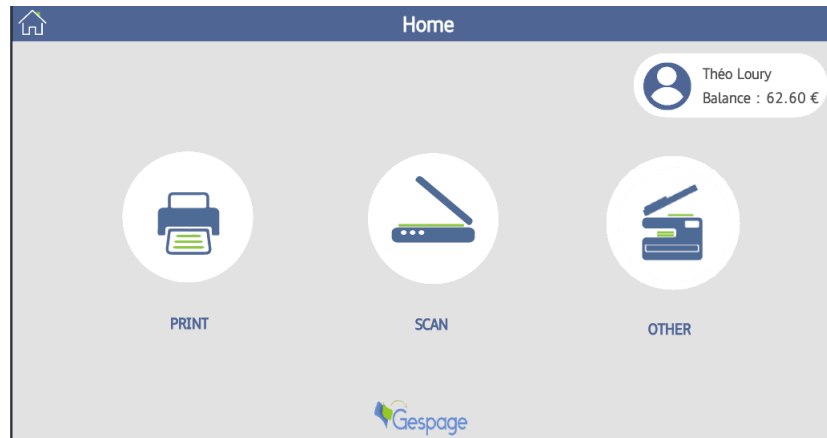 Home
Théo Loury
Balance : 62.60 €
PRINT
SCAN
OTHER
Gespage